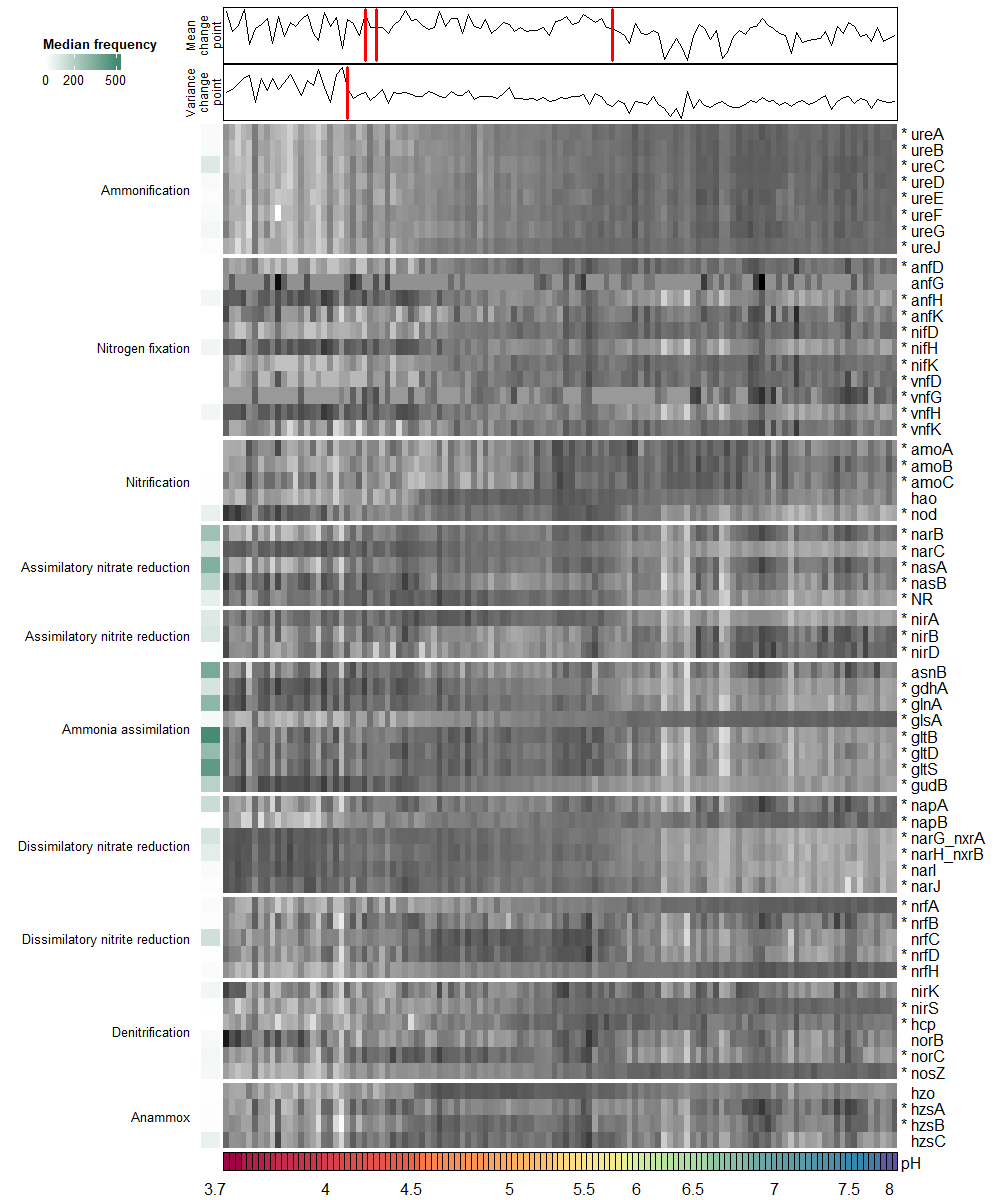 Median frequency
0 200 500
Mean
change
point
Variance
change
point
Ammonification
* ureA
* ureB
* ureC
* ureD
* ureE
* ureF
* ureG
* ureJ
Nitrogen fixation
* anfD
anfG
* anfH
* anfK
* nifD
* nifH
* nifK
* vnfD
* vnfG
* vnfH
* vnfK
Nitrification
* amoA
* amoB
* amoC
hao
* nod
Assimilatory nitrate reduction
* narB
* narC
* nasA
* nasB
* NR
Assimilatory nitrite reduction
* nirA
* nirB
* nirD
Ammonia assimilation
asnB
* gdhA
* glnA
* glsA
* gltB
* gltD
* gltS
* gudB
Dissimilatory nitrate reduction
* napA
* napB
* narG_nxrA
* narH_nxrB
* narI
* narJ
Dissimilatory nitrite reduction
* nrfA
* nrfB
nrfC
* nrfD
* nrfH
Denitrification
nirK
* nirS
* hcp
norB
* norC
* nosZ
Anammox
hzo
* hzsA
* hzsB
hzsC
pH
3.7 4 4.5 5 5.5 6 6.5 7 7.5 8